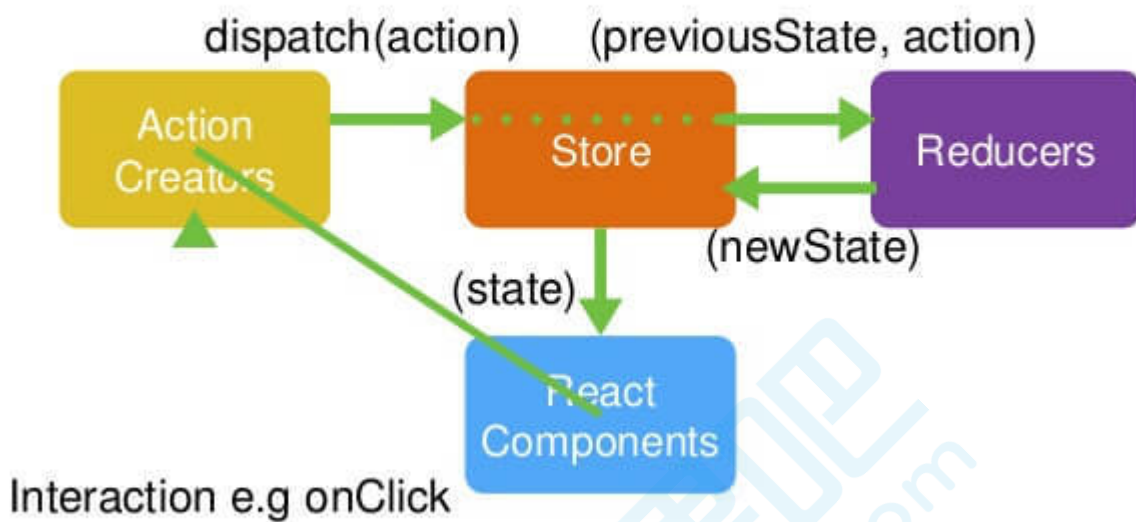 dispatch(action)
(previousState, action)
Action
Creators
Store
Reducers
(newState)
(state)
React
Components
Interaction e.g onClick